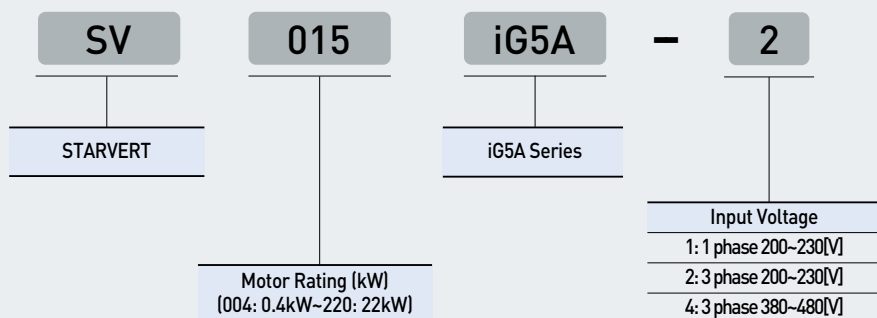 SV 015 iG5A – 2
STARVERT
iG5A Series
Motor Rating (kW)
(004: 0.4kW~220: 22kW)
Input Voltage
1: 1 phase 200~230[V]
2: 3 phase 200~230[V]
4: 3 phase 380~480[V]